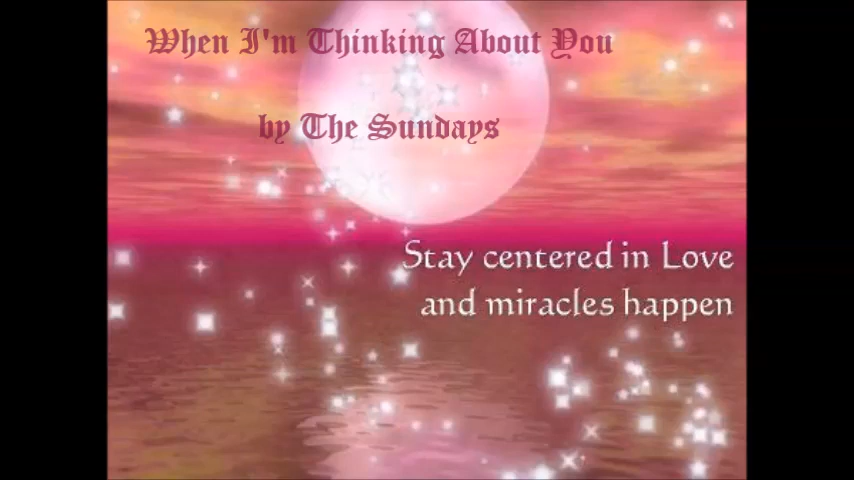 When I'm Thinking About You
by The Sundays
Stay centered in Love
and miracles happen